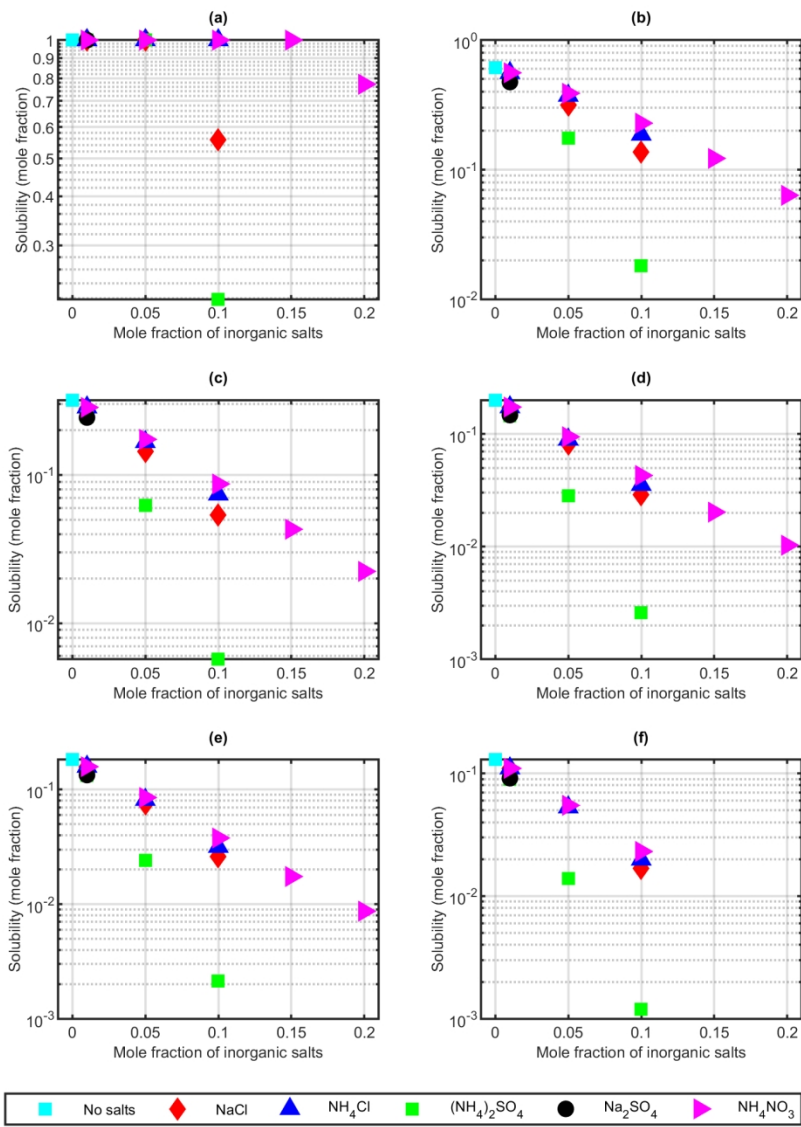 (a)
Solubility (mole fraction)
1
0.9
0.8
0.7
0.6
0.5
0.4
0.3
0 0.05 0.1 0.15 0.2
Mole fraction of inorganic salts
(b)
Solubility (mole fraction)
10⁰
10⁻¹
10⁻²
0 0.05 0.1 0.15 0.2
Mole fraction of inorganic salts
(c)
Solubility (mole fraction)
10⁻¹
10⁻²
0 0.05 0.1 0.15 0.2
Mole fraction of inorganic salts
(d)
Solubility (mole fraction)
10⁻¹
10⁻²
10⁻³
0 0.05 0.1 0.15 0.2
Mole fraction of inorganic salts
(e)
Solubility (mole fraction)
10⁻¹
10⁻²
10⁻³
0 0.05 0.1 0.15 0.2
Mole fraction of inorganic salts
(f)
Solubility (mole fraction)
10⁻¹
10⁻²
10⁻³
0 0.05 0.1 0.15 0.2
Mole fraction of inorganic salts
No salts NaCl NH₄Cl (NH₄)₂SO₄ Na₂SO₄ NH₄NO₃